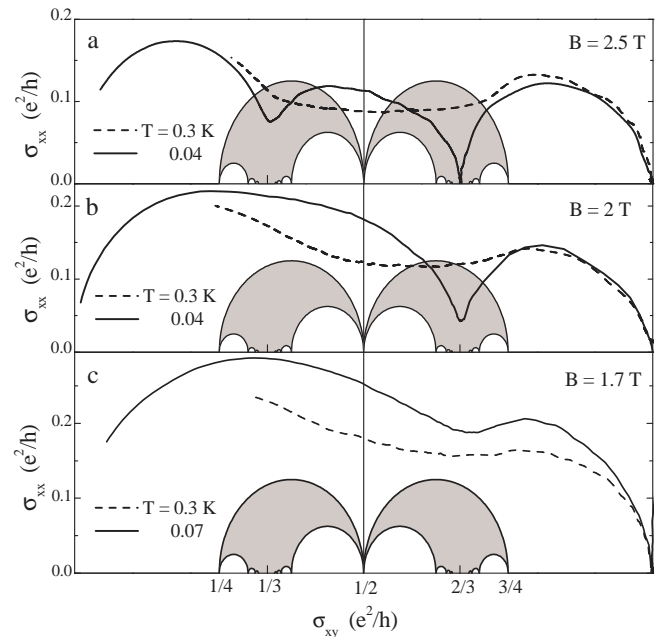 a
B = 2.5 T
0.2
0.1
0.0
σxx (e²/h)
T = 0.3 K
0.04
b
B = 2 T
0.2
0.1
0.0
σxx (e²/h)
T = 0.3 K
0.04
c
B = 1.7 T
0.2
0.1
0.0
σxx (e²/h)
T = 0.3 K
0.07
1/4 1/3 1/2 2/3 3/4
σxy (e²/h)